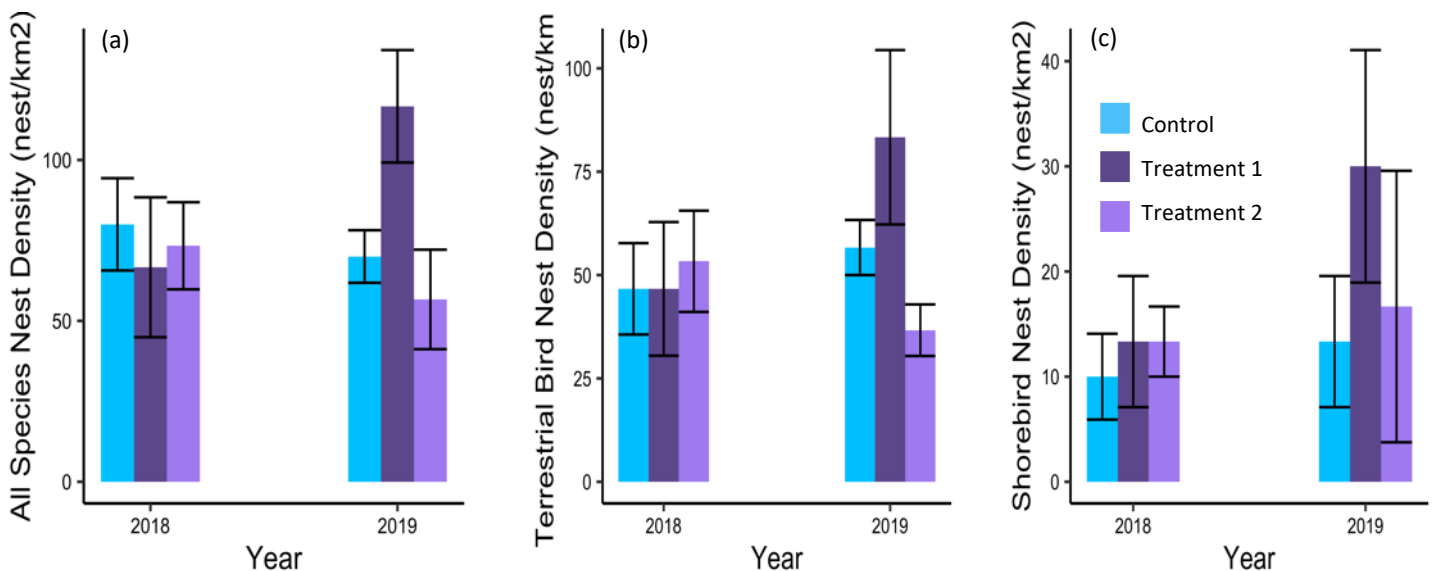 All Species Nest Density (nest/km2)
(a)
100
50
0
2018
2019
Year
Terrestrial Bird Nest Density (nest/km
(b)
100
75
50
25
0
2018
2019
Year
Shorebird Nest Density (nest/km2)
(c)
40
30
20
10
0
Control
Treatment 1
Treatment 2
2018
2019
Year